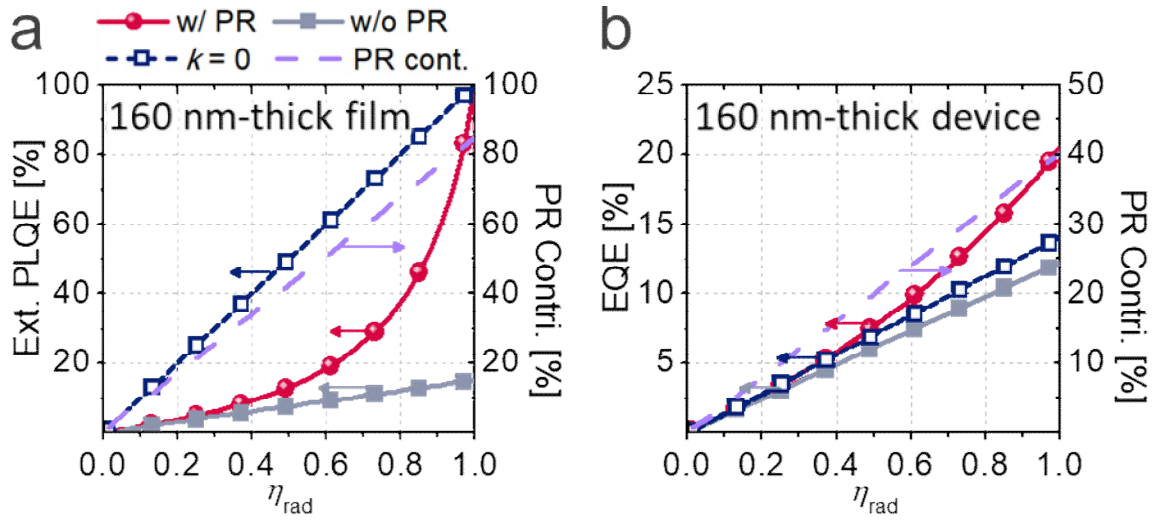 a
w/ PR
w/o PR
k = 0
PR cont.
160 nm-thick film
Ext. PLQE [%]
100
80
60
40
20
PR Contri. [%]
100
80
60
40
20
0.0 0.2 0.4 0.6 0.8 1.0
ηrad
b
160 nm-thick device
EQE [%]
25
20
15
10
5
PR Contri. [%]
50
40
30
20
10
0.0 0.2 0.4 0.6 0.8 1.0
ηrad